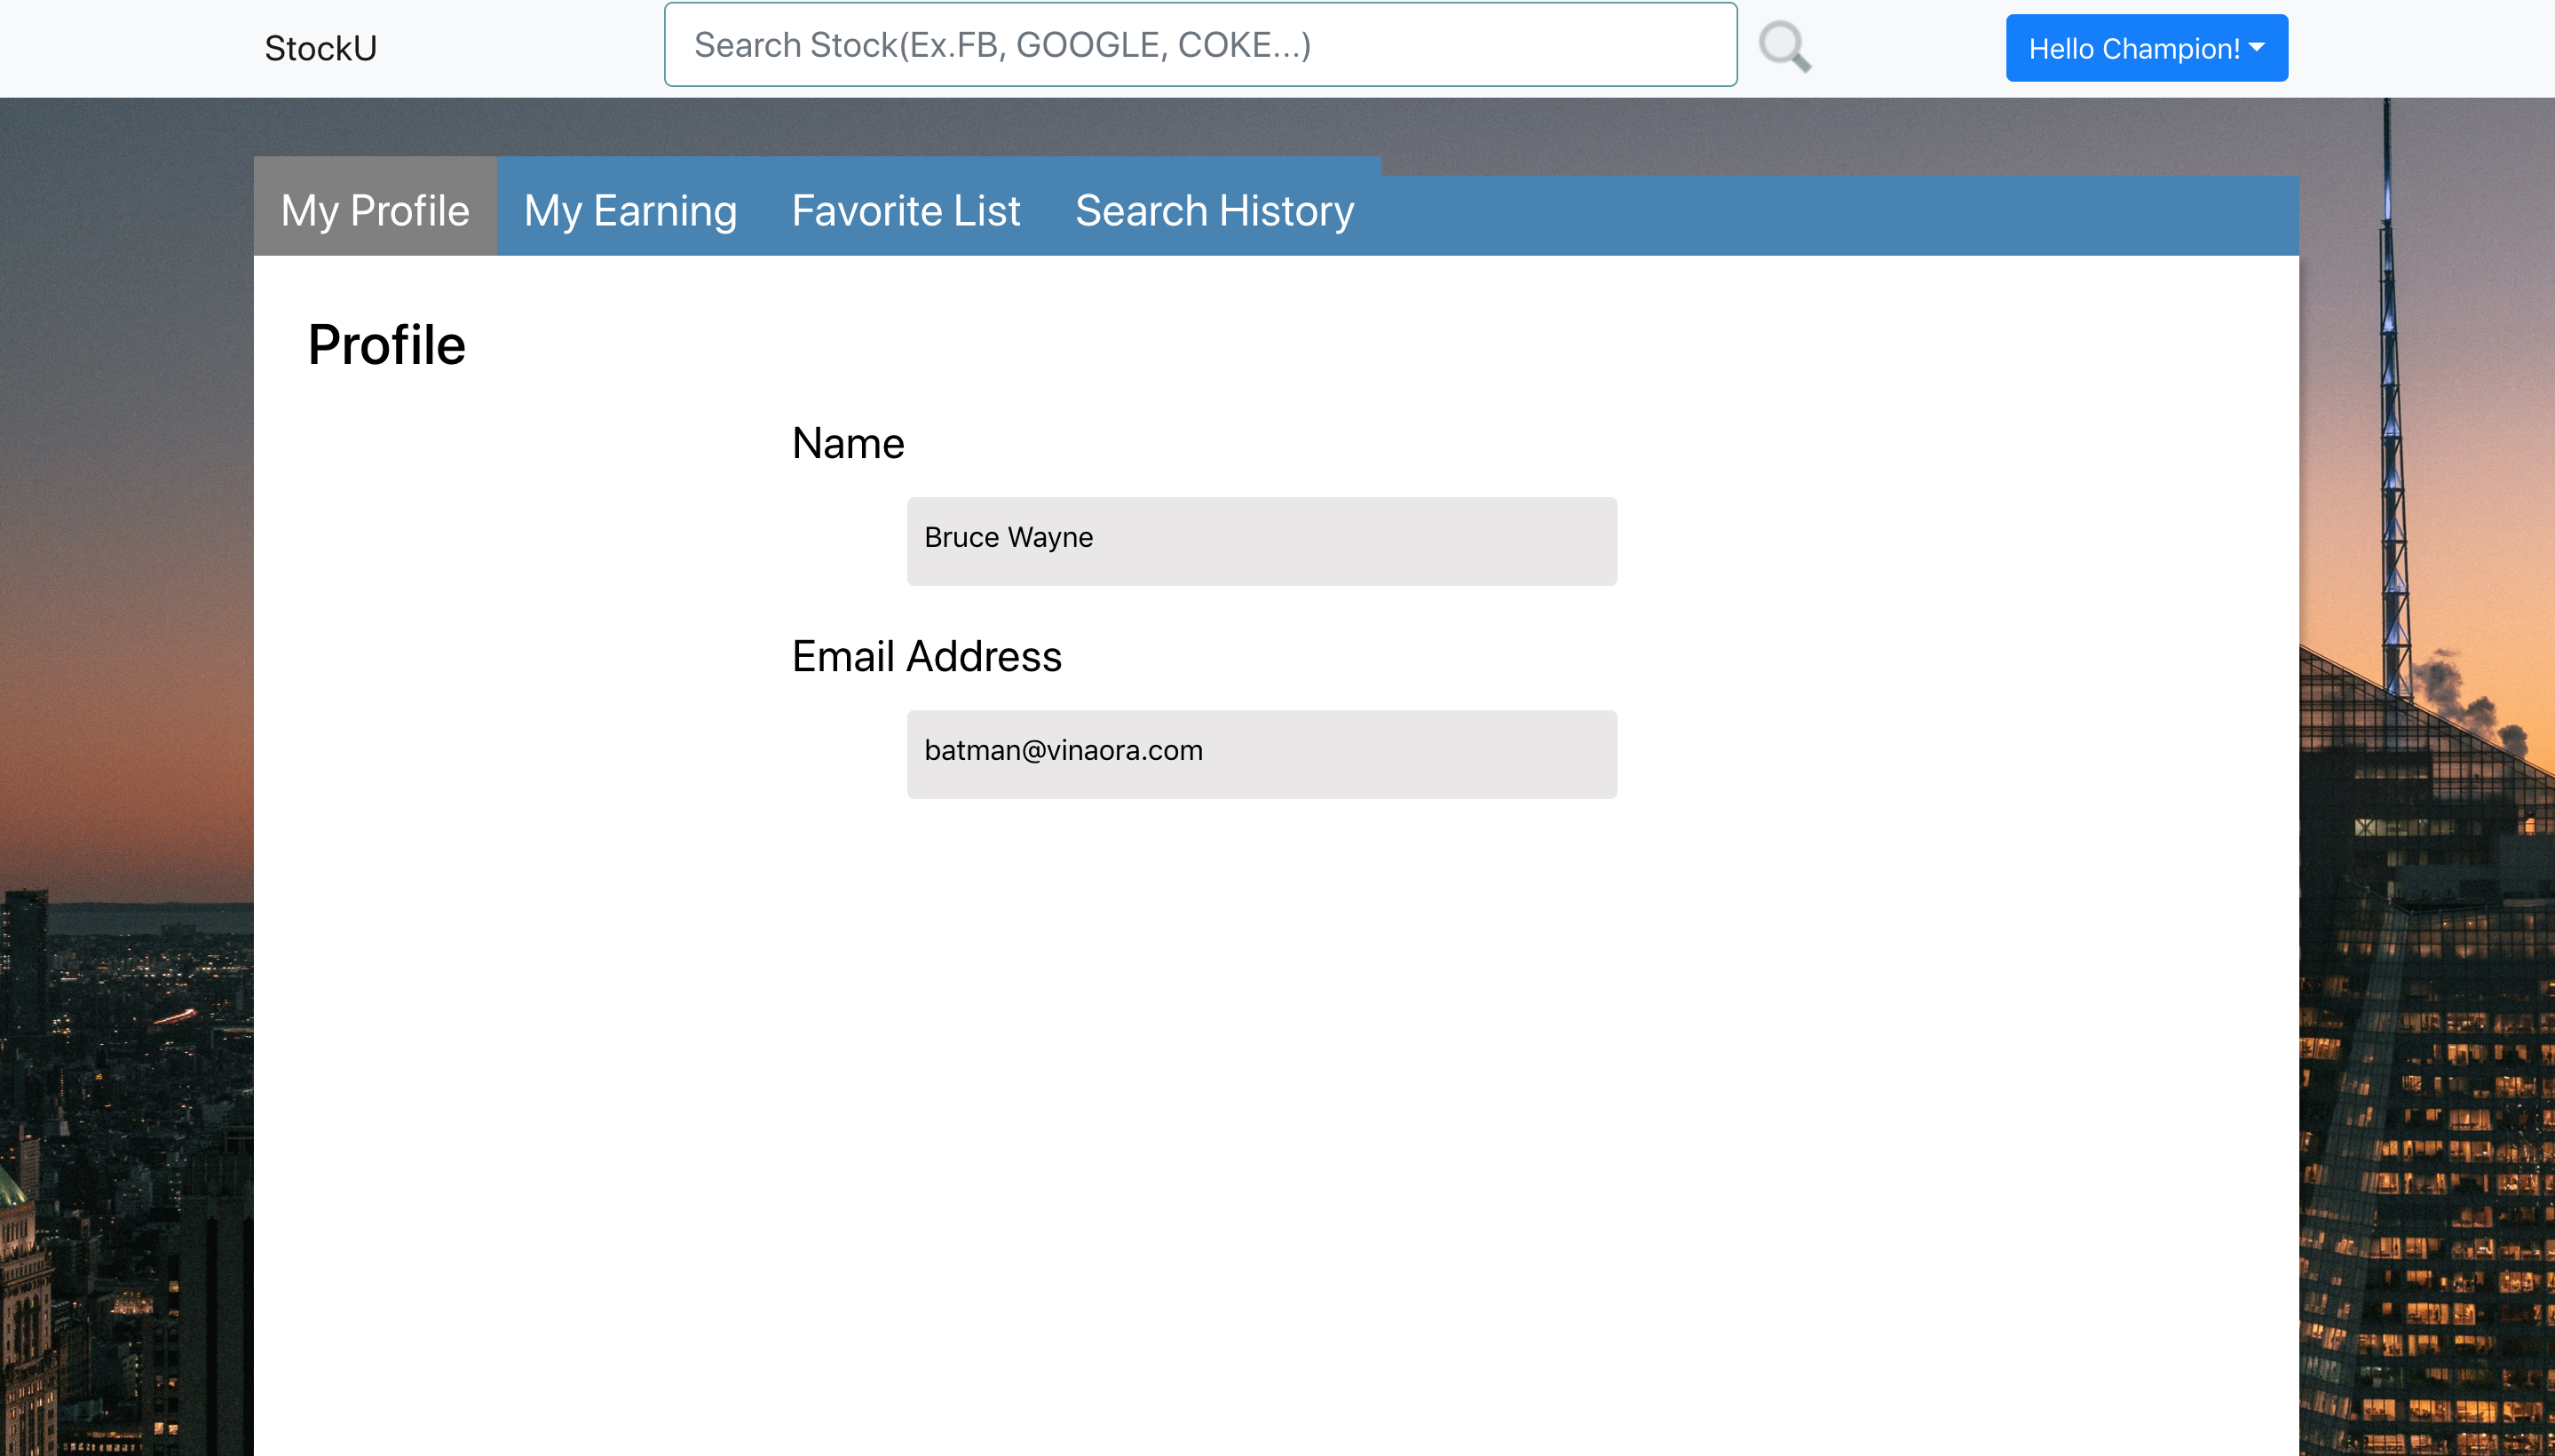 StockU
Search Stock(Ex.FB, GOOGLE, COKE...)
Hello Champion!
My Profile
My Earning
Favorite List
Search History
Profile
Name
Bruce Wayne
Email Address
batman@vinaora.com